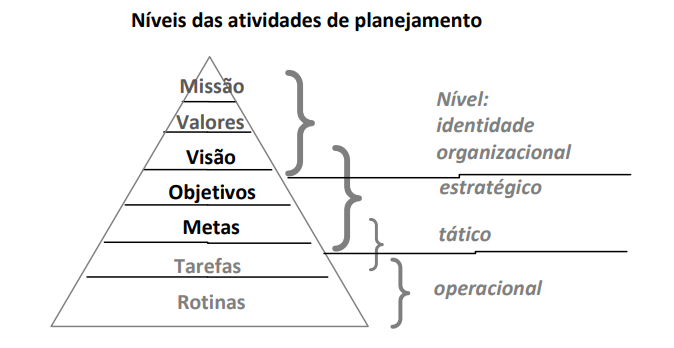 Níveis das atividades de planejamento
Missão
Valores
Visão
Objetivos
Metas
Tarefas
Rotinas
Nível:
identidade
organizacional
estratégico
tático
operacional